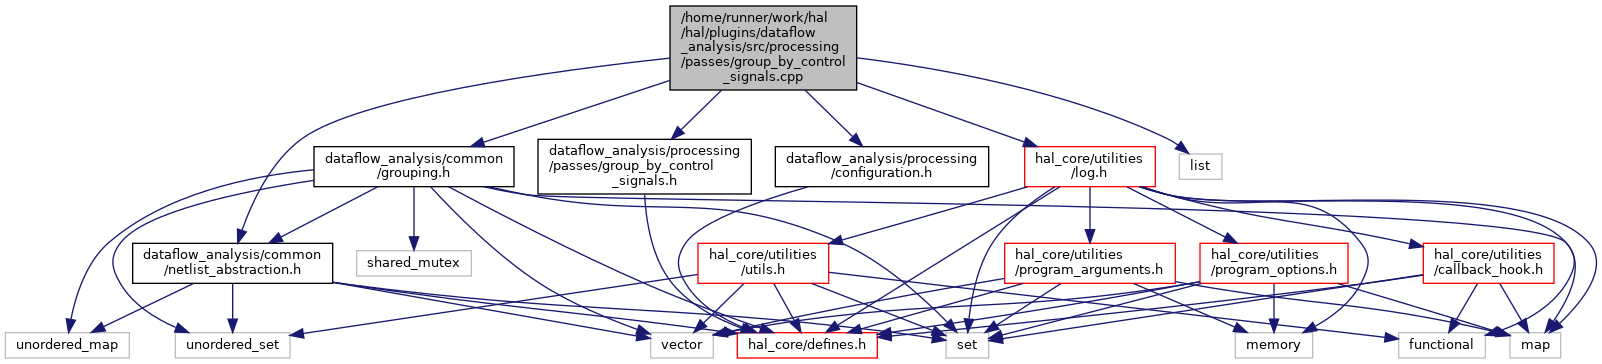 /home/runner/work/hal
/hal/plugins/dataflow
_analysis/src/processing
/passes/group_by_control
_signals.cpp
dataflow_analysis/common
/grouping.h
dataflow_analysis/processing
/passes/group_by_control
_signals.h
dataflow_analysis/processing
/configuration.h
hal_core/utilities
/log.h
list
dataflow_analysis/common
/netlist_abstraction.h
shared_mutex
hal_core/utilities
/utils.h
hal_core/utilities
/program_arguments.h
hal_core/utilities
/program_options.h
hal_core/utilities
/callback_hook.h
unordered_map
unordered_set
vector
hal_core/defines.h
set
memory
functional
map